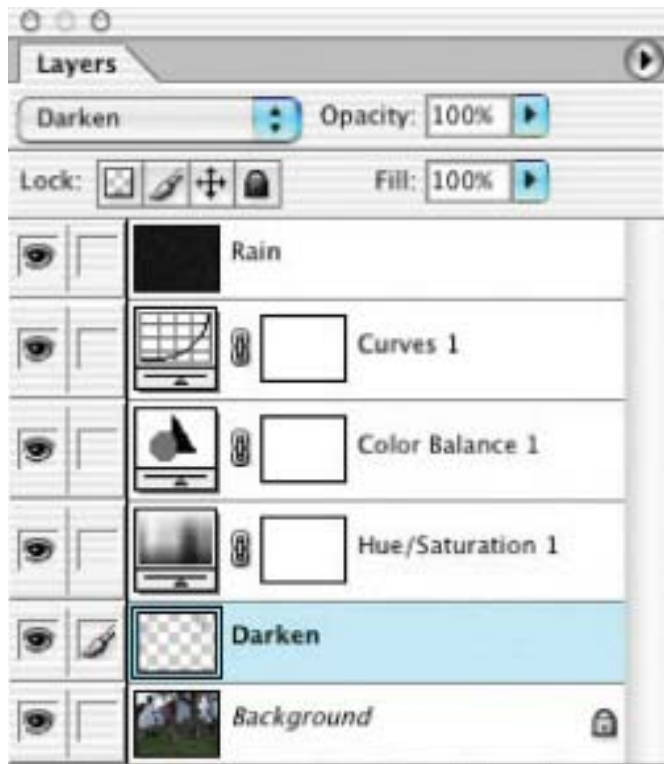 Layers
Darken Opacity: 100%
Lock: Fill: 100%
Rain
Curves 1
Color Balance 1
Hue/Saturation 1
Darken
Background